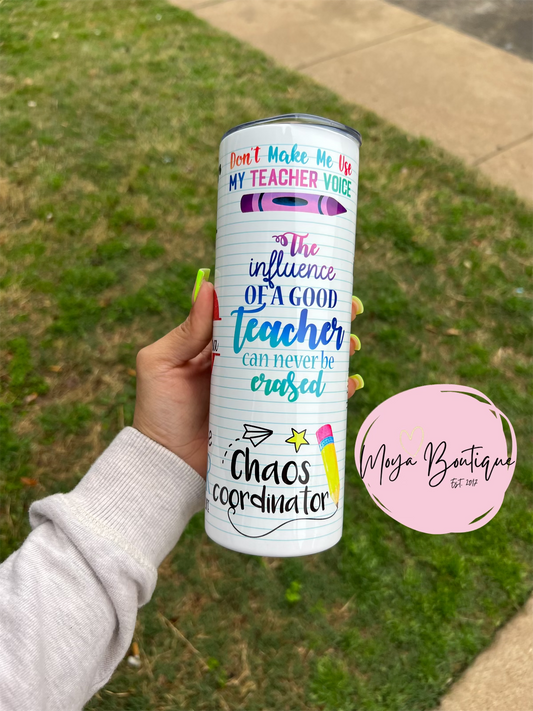 Don't Make Me Use
MY TEACHER VOICE
The
influence
OF A GOOD
Teacher
can never be
erased
Chaos
coordinator
Moya Boutique
Est 2017